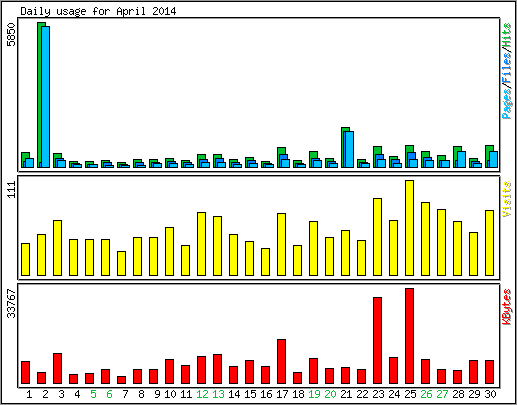 Daily usage for April 2014
5850
Pages/Files/Hits
111
Visits
33767
KBytes
1 2 3 4 5 6 7 8 9 10 11 12 13 14 15 16 17 18 19 20 21 22 23 24 25 26 27 28 29 30